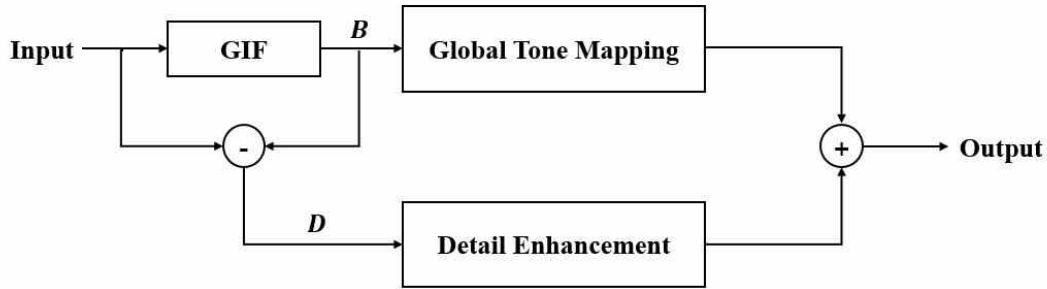 Input
GIF
B
Global Tone Mapping
-
+
Output
D
Detail Enhancement